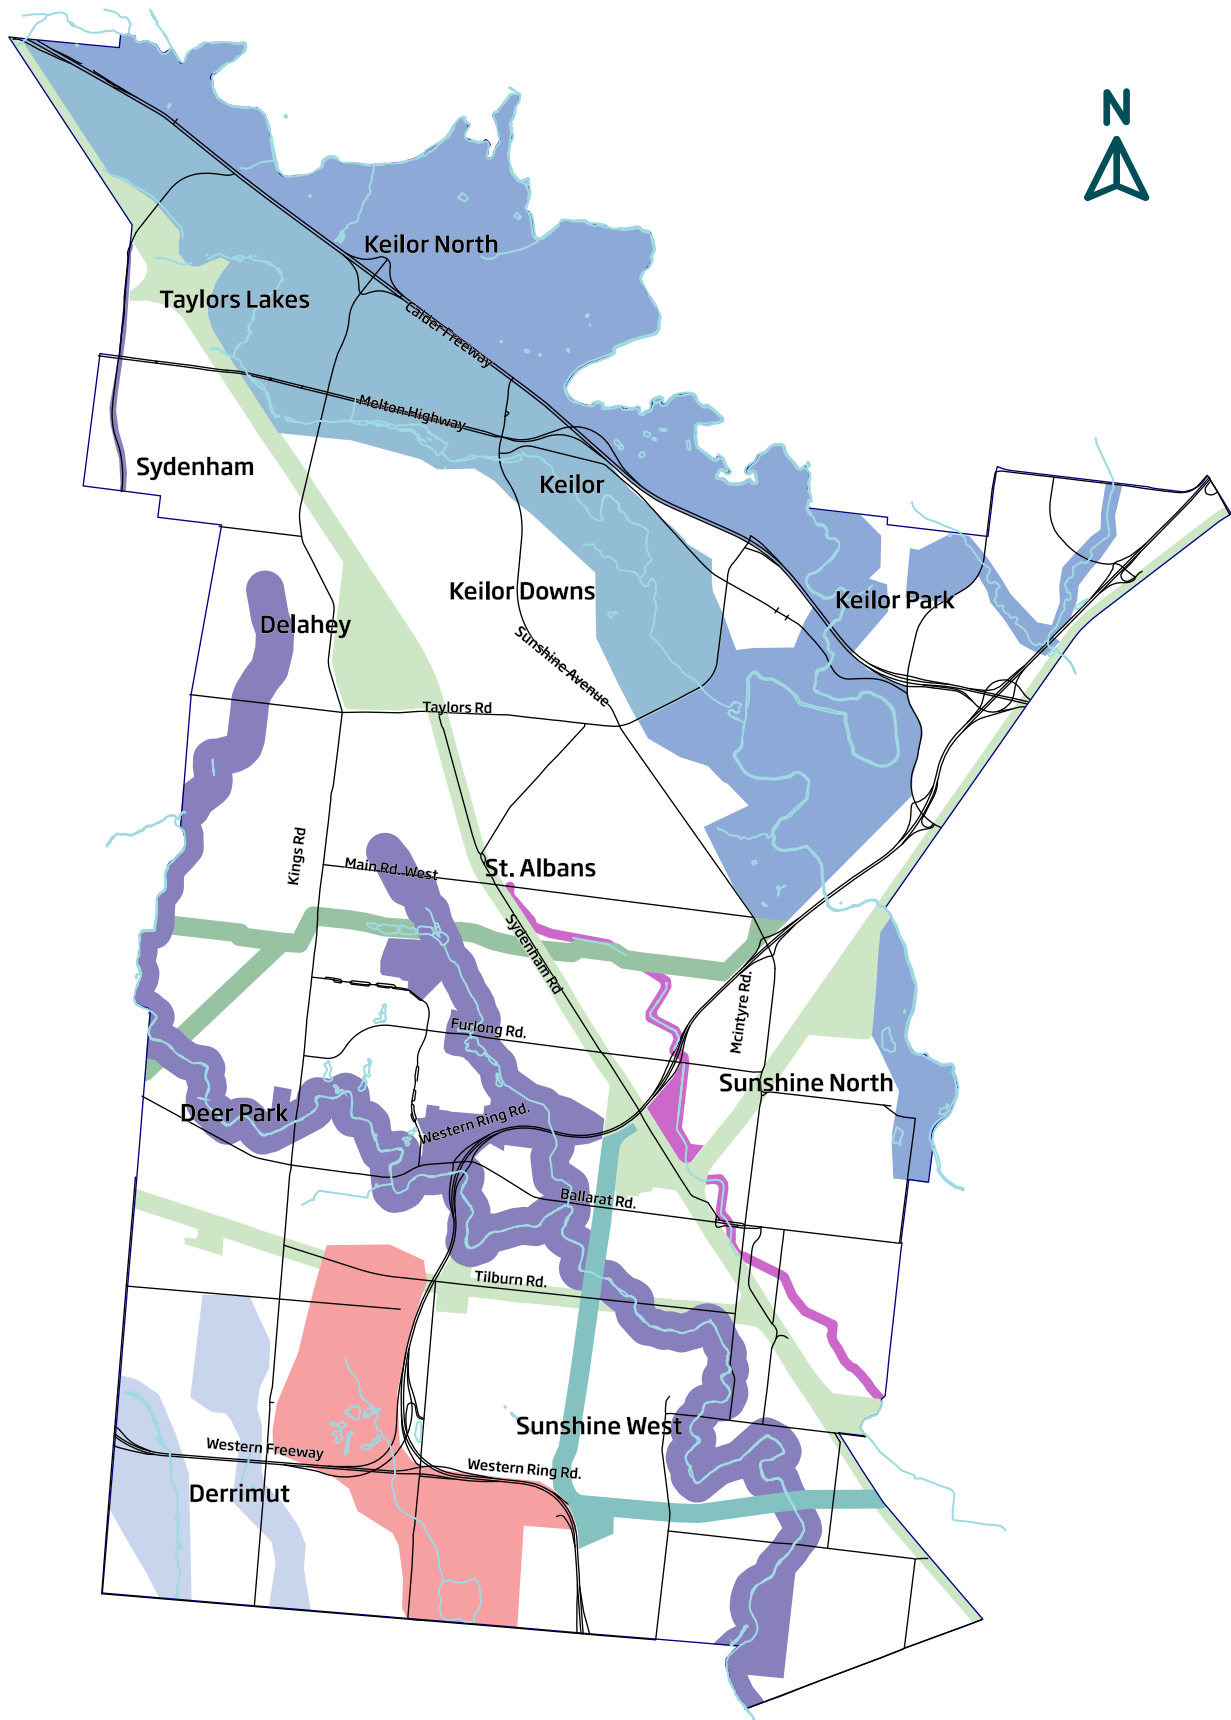 N
Keilor North
Taylors Lakes
Calder Freeway
Melton Highway
Sydenham
Keilor
Keilor Downs
Keilor Park
Delahey
Sunshine Avenue
Taylors Rd
Kings Rd
Main Rd. West
St. Albans
Sydenham Rd
Mcintyre Rd.
Furlong Rd.
Sunshine North
Deer Park
Western Ring Rd.
Ballarat Rd.
Tilburn Rd.
Sunshine West
Western Freeway
Western Ring Rd.
Derrimut